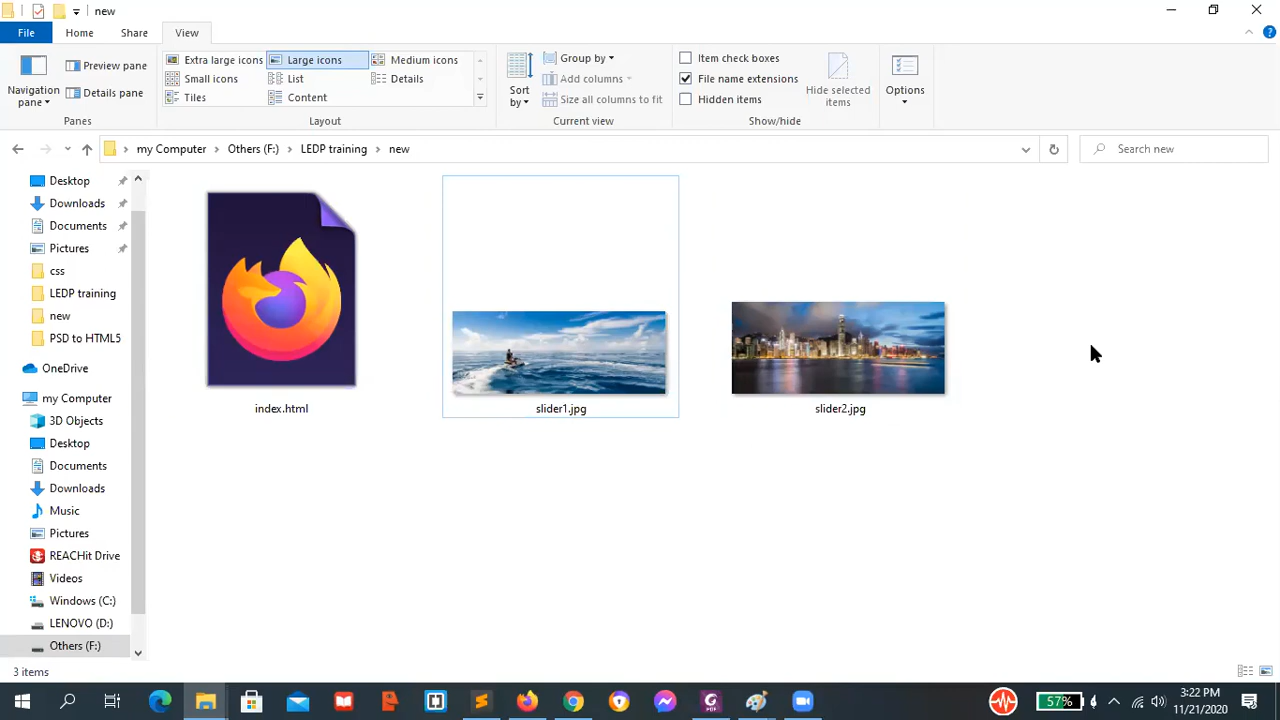 new
File
Home
Share
View
Navigation pane
Preview pane
Details pane
Panes
Extra large icons
Large icons
Medium icons
Small icons
List
Details
Tiles
Content
Layout
Sort by
Group by
Add columns
Size all columns to fit
Current view
Item check boxes
File name extensions
Hidden items
Hide selected items
Show/hide
Options
my Computer
Others (F:)
LEDP training
new
Search new
Desktop
Downloads
Documents
Pictures
css
LEDP training
new
PSD to HTML5
OneDrive
my Computer
3D Objects
Desktop
Documents
Downloads
Music
Pictures
REACHit Drive
Videos
Windows (C:)
LENOVO (D:)
Others (F:)
index.html
slider1.jpg
slider2.jpg
3 items
57%
3:22 PM
11/21/2020